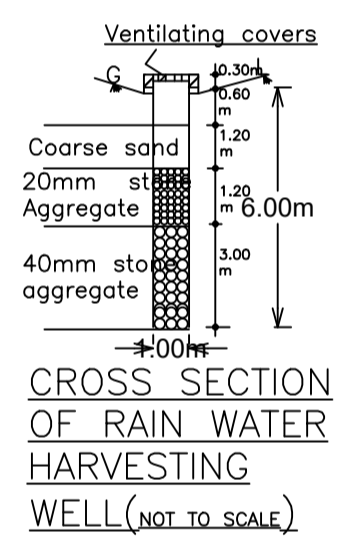 Ventilating covers
G
0.30m
0.60
m
Coarse sand
1.20
m
20mm stone
Aggregate
1.20
m
6.00m
40mm stone
aggregate
3.00
m
1.00m
CROSS SECTION
OF RAIN WATER
HARVESTING
WELL(NOT TO SCALE)